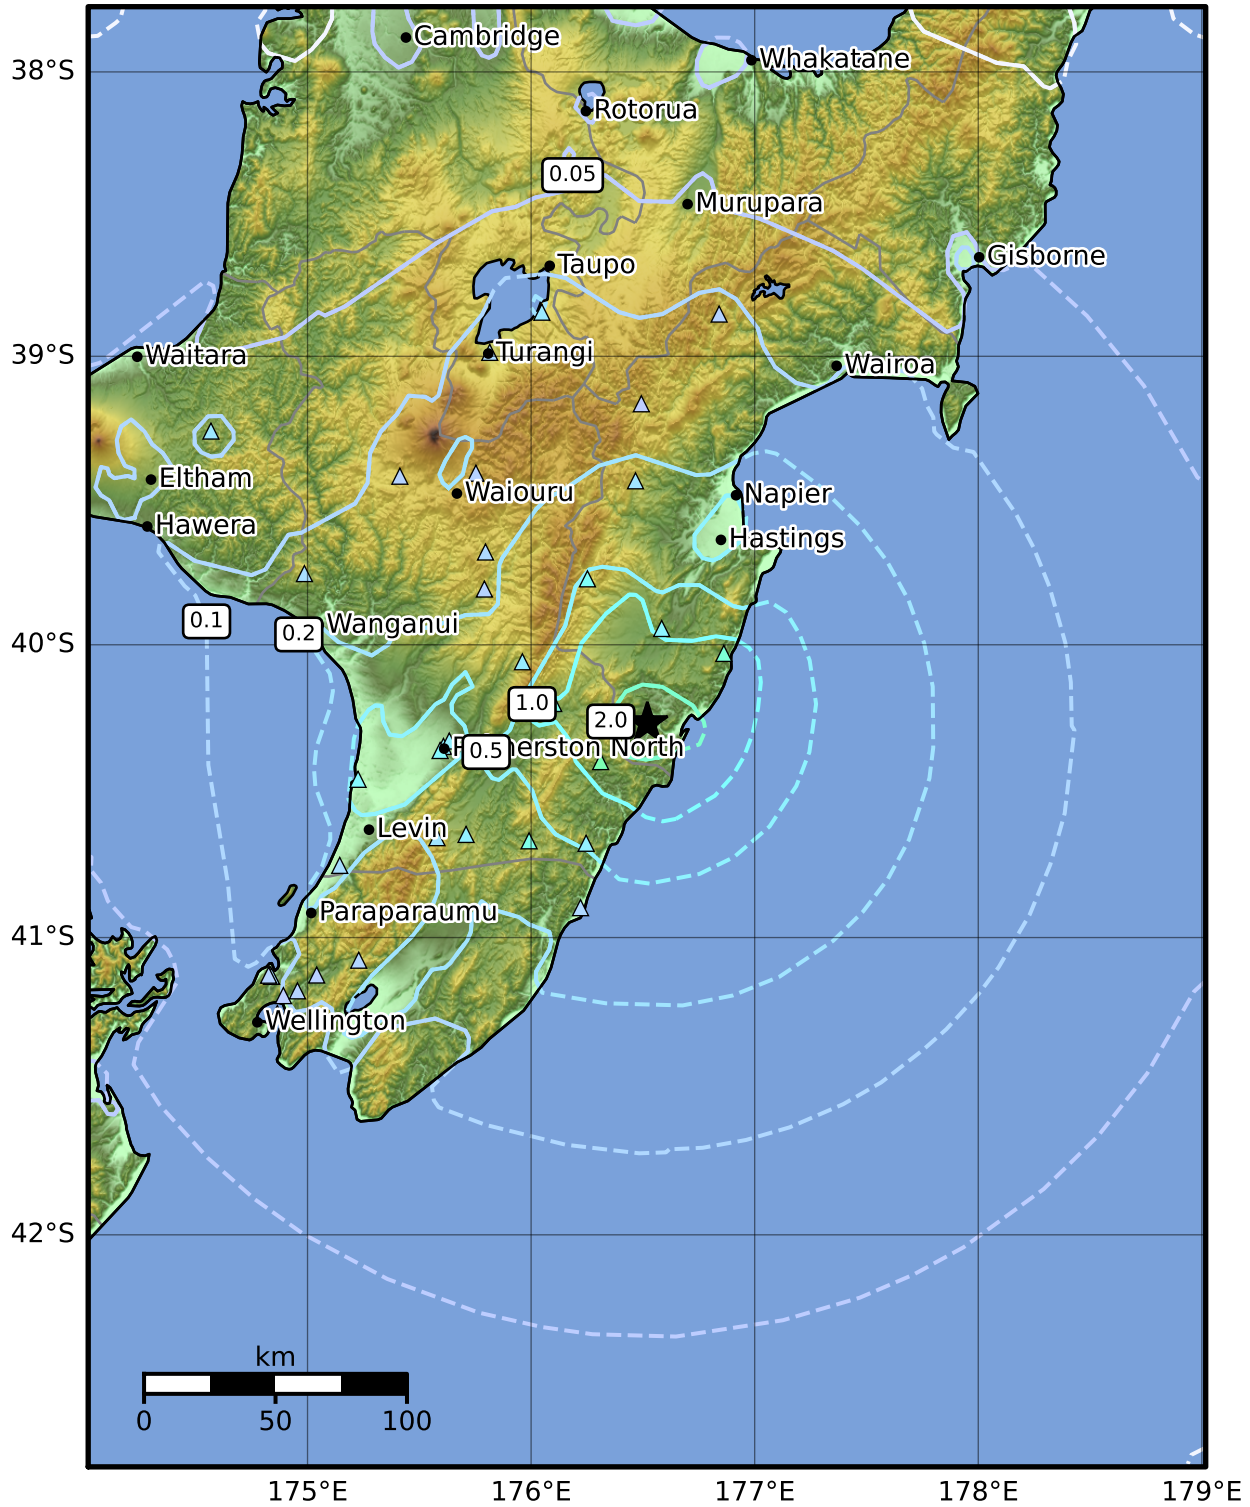 Cambridge
Whakatane
38°S
Rotorua
0.05
Murupara
Gisborne
Taupo
Waitara
39°S
Turangi
Wairoa
Eltham
Waiouru
Napier
Hawera
Hastings
0.1
0.2
Wanganui
40°S
1.0
2.0
0.5
North
Levin
Paraparaumu
41°S
Wellington
42°S
km
0 50 100
175°E 176°E 177°E 178°E 179°E